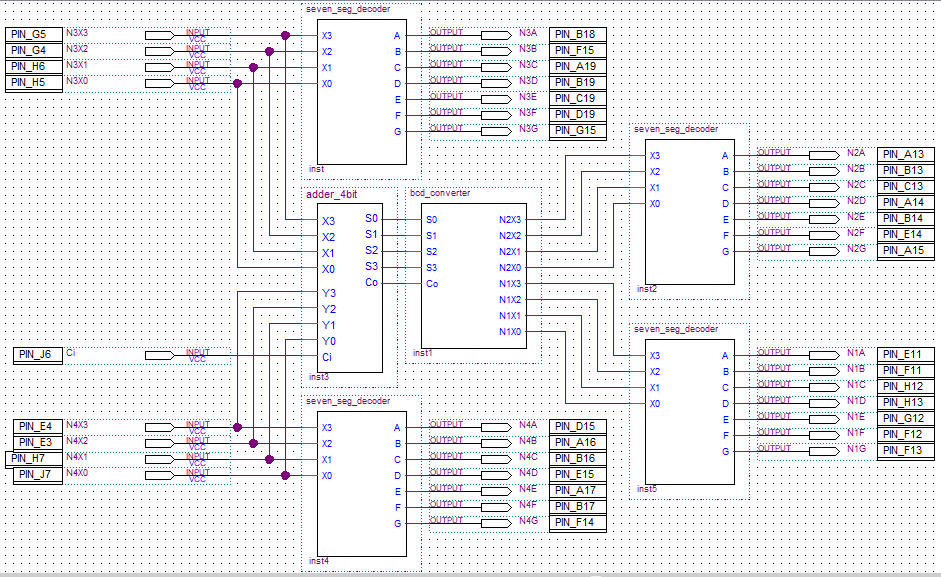 seven_seg_decoder
PIN_G5 N3X3 INPUT VCC X3 A OUTPUT N3A PIN_B18
PIN_G4 N3X2 INPUT VCC X2 B OUTPUT N3B PIN_F15
PIN_H6 N3X1 INPUT VCC X1 C OUTPUT N3C PIN_A19
PIN_H5 N3X0 INPUT VCC X0 D OUTPUT N3D PIN_B19
E OUTPUT N3E PIN_C19
F OUTPUT N3F PIN_D19
G OUTPUT N3G PIN_G15
inst
seven_seg_decoder
X3 A OUTPUT N2A PIN_A13
X2 B OUTPUT N2B PIN_B13
X1 C OUTPUT N2C PIN_C13
X0 D OUTPUT N2D PIN_A14
E OUTPUT N2E PIN_B14
F OUTPUT N2F PIN_E14
G OUTPUT N2G PIN_A15
inst2
adder_4bit
X3 S0
X2 S1
X1 S2
X0 S3
Co
Y3
Y2
Y1
Y0
Ci
inst3
PIN_J6 Ci INPUT VCC
bcd_converter
S0 N2X3
S1 N2X2
S2 N2X1
S3 N2X0
Co N1X3
N1X2
N1X1
N1X0
inst1
seven_seg_decoder
X3 A OUTPUT N1A PIN_E11
X2 B OUTPUT N1B PIN_F11
X1 C OUTPUT N1C PIN_H12
X0 D OUTPUT N1D PIN_H13
E OUTPUT N1E PIN_G12
F OUTPUT N1F PIN_F12
G OUTPUT N1G PIN_F13
inst5
seven_seg_decoder
PIN_E4 N4X3 INPUT VCC X3 A OUTPUT N4A PIN_D15
PIN_E3 N4X2 INPUT VCC X2 B OUTPUT N4B PIN_A16
PIN_H7 N4X1 INPUT VCC X1 C OUTPUT N4C PIN_B16
PIN_J7 N4X0 INPUT VCC X0 D OUTPUT N4D PIN_E15
E OUTPUT N4E PIN_A17
F OUTPUT N4F PIN_B17
G OUTPUT N4G PIN_F14
inst4